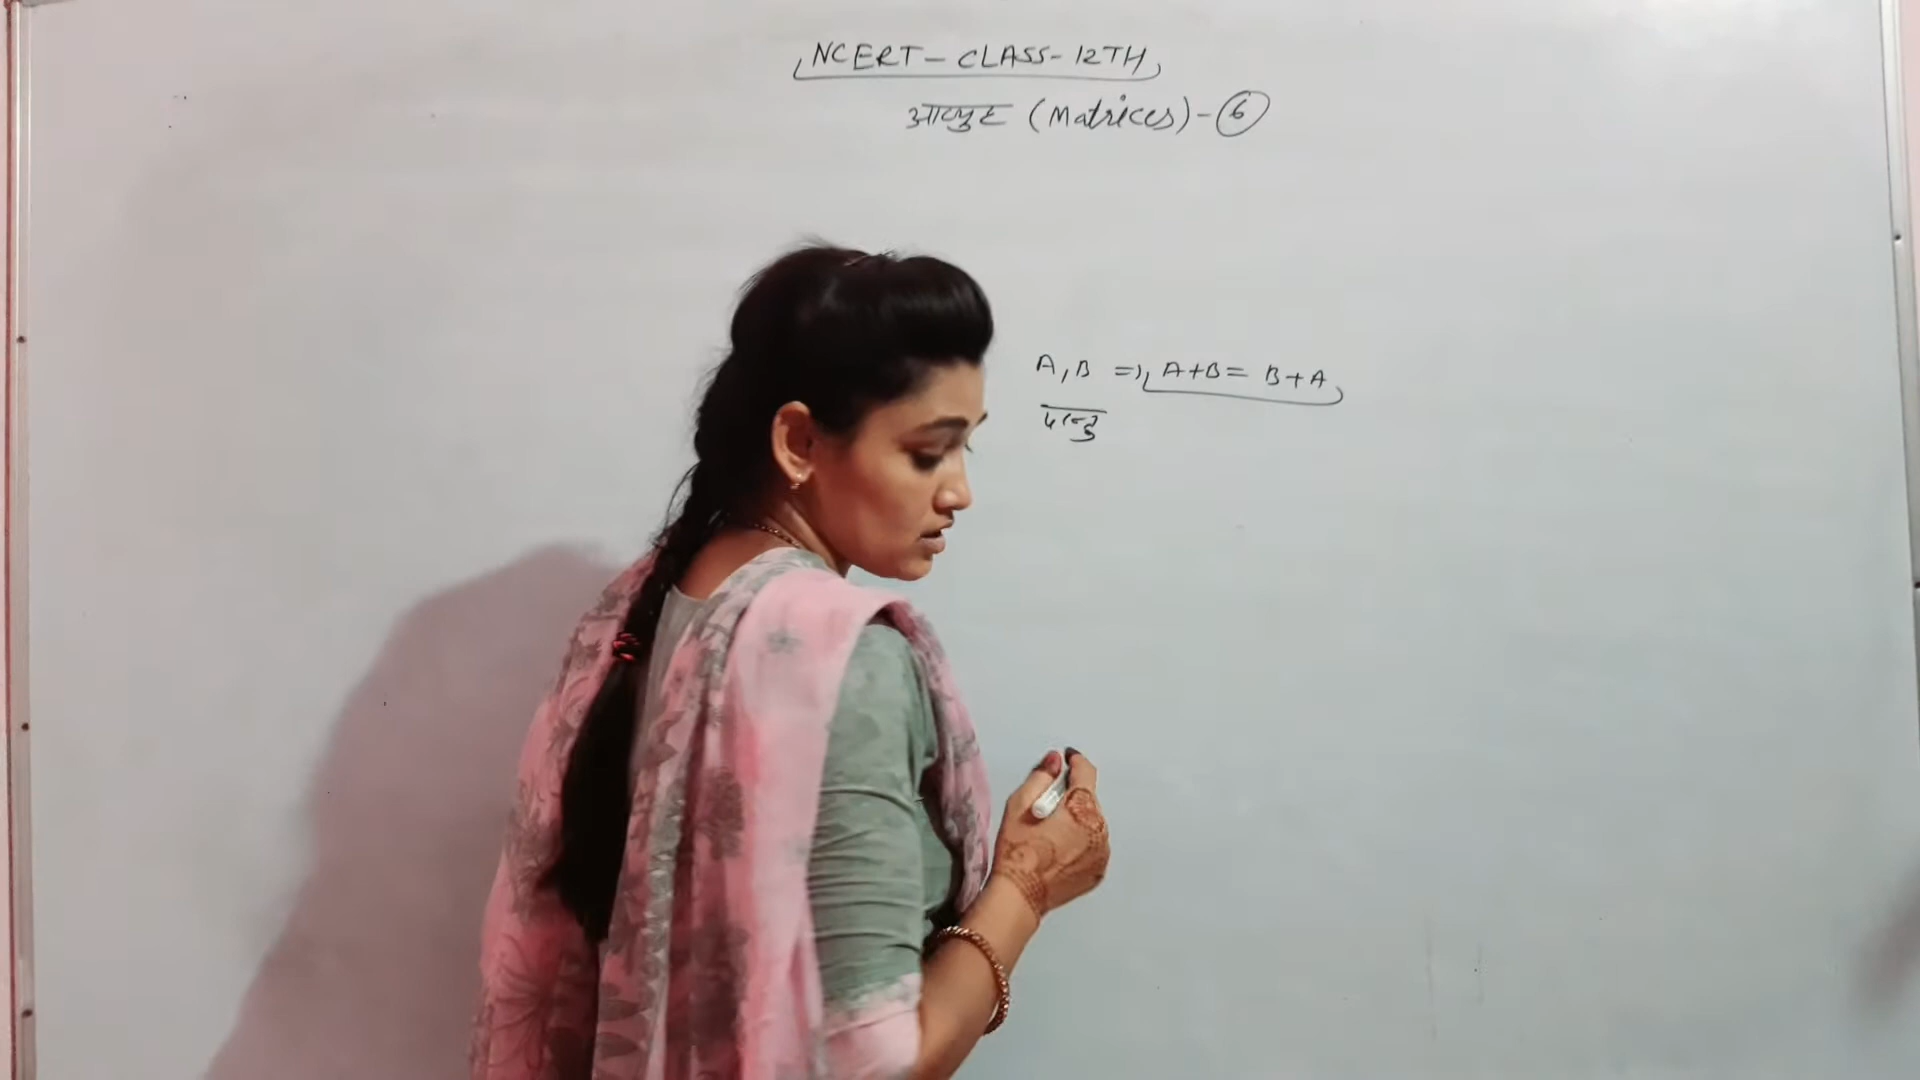 NCERT - CLASS - 12TH
आव्यूह (Matrices) - 6
A, B => A+B = B+A
परन्तु